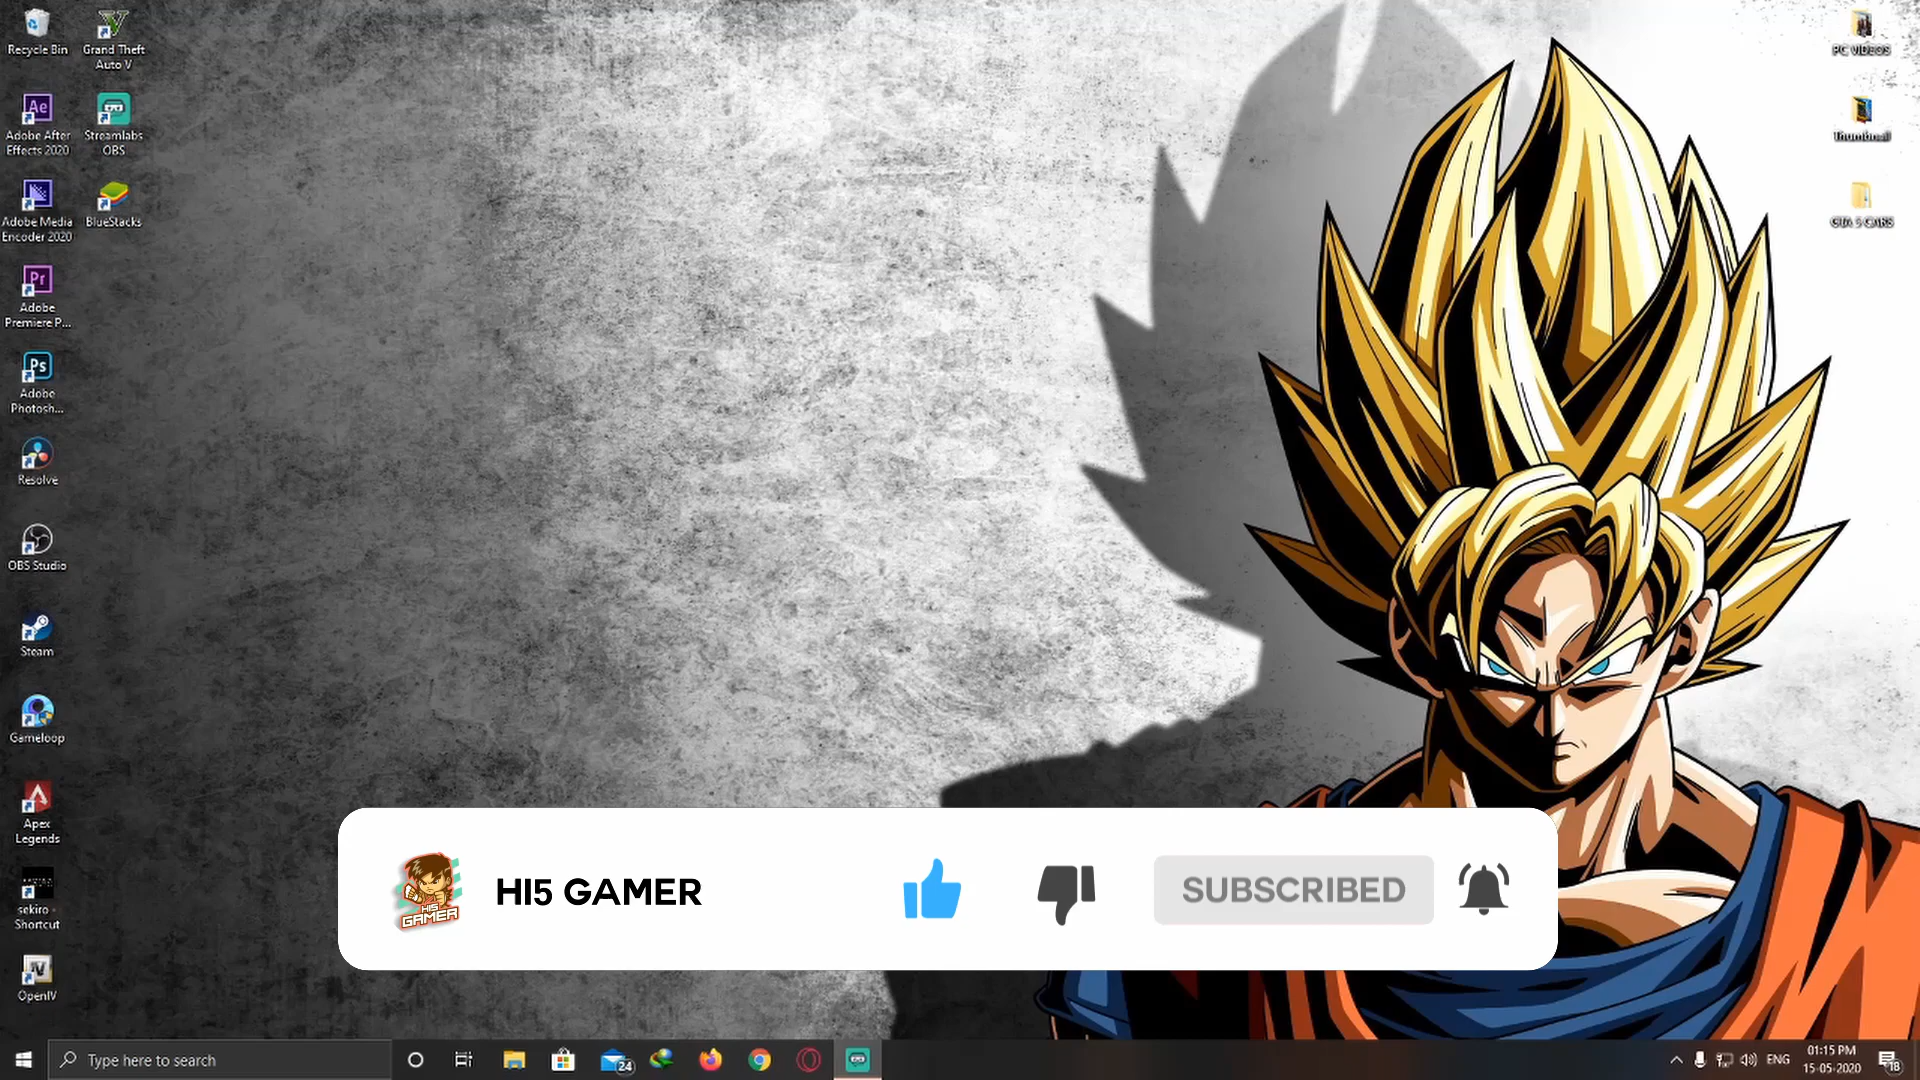 Recycle Bin
Grand Theft
Auto V
Adobe After
Effects 2020
Streamlabs
OBS
Adobe Media
Encoder 2020
BlueStacks
Adobe
Premiere P...
Adobe
Photosh...
Resolve
OBS Studio
Steam
Gameloop
Apex
Legends
sekiro -
Shortcut
OpenIV
PC VIDEOS
Thumbnail
GTA 5 CARS
HI5
GAMER
HI5 GAMER
SUBSCRIBED
Type here to search
24
ENG
01:15 PM
15-05-2020
18